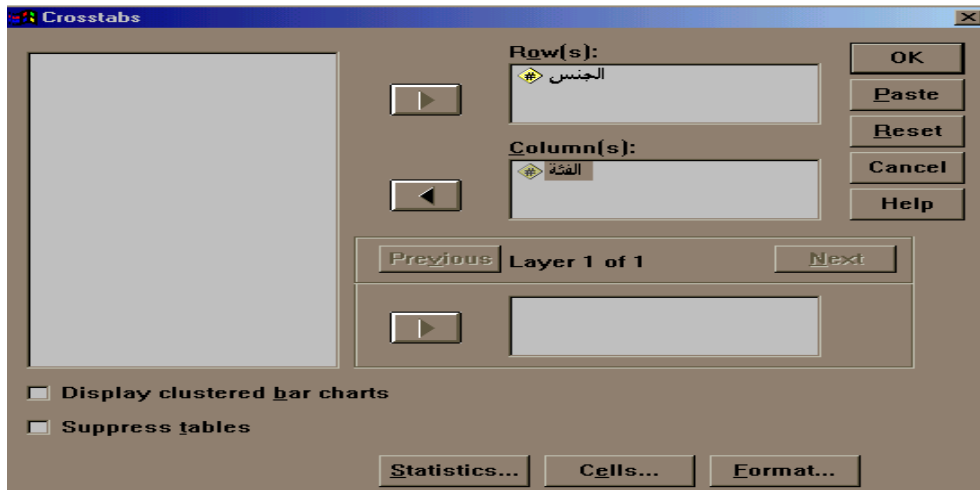 Crosstabs
Row(s):
الجنس
Column(s):
الفئة
OK
Paste
Reset
Cancel
Help
Previous
Layer 1 of 1
Next
Display clustered bar charts
Suppress tables
Statistics...
Cells...
Format...